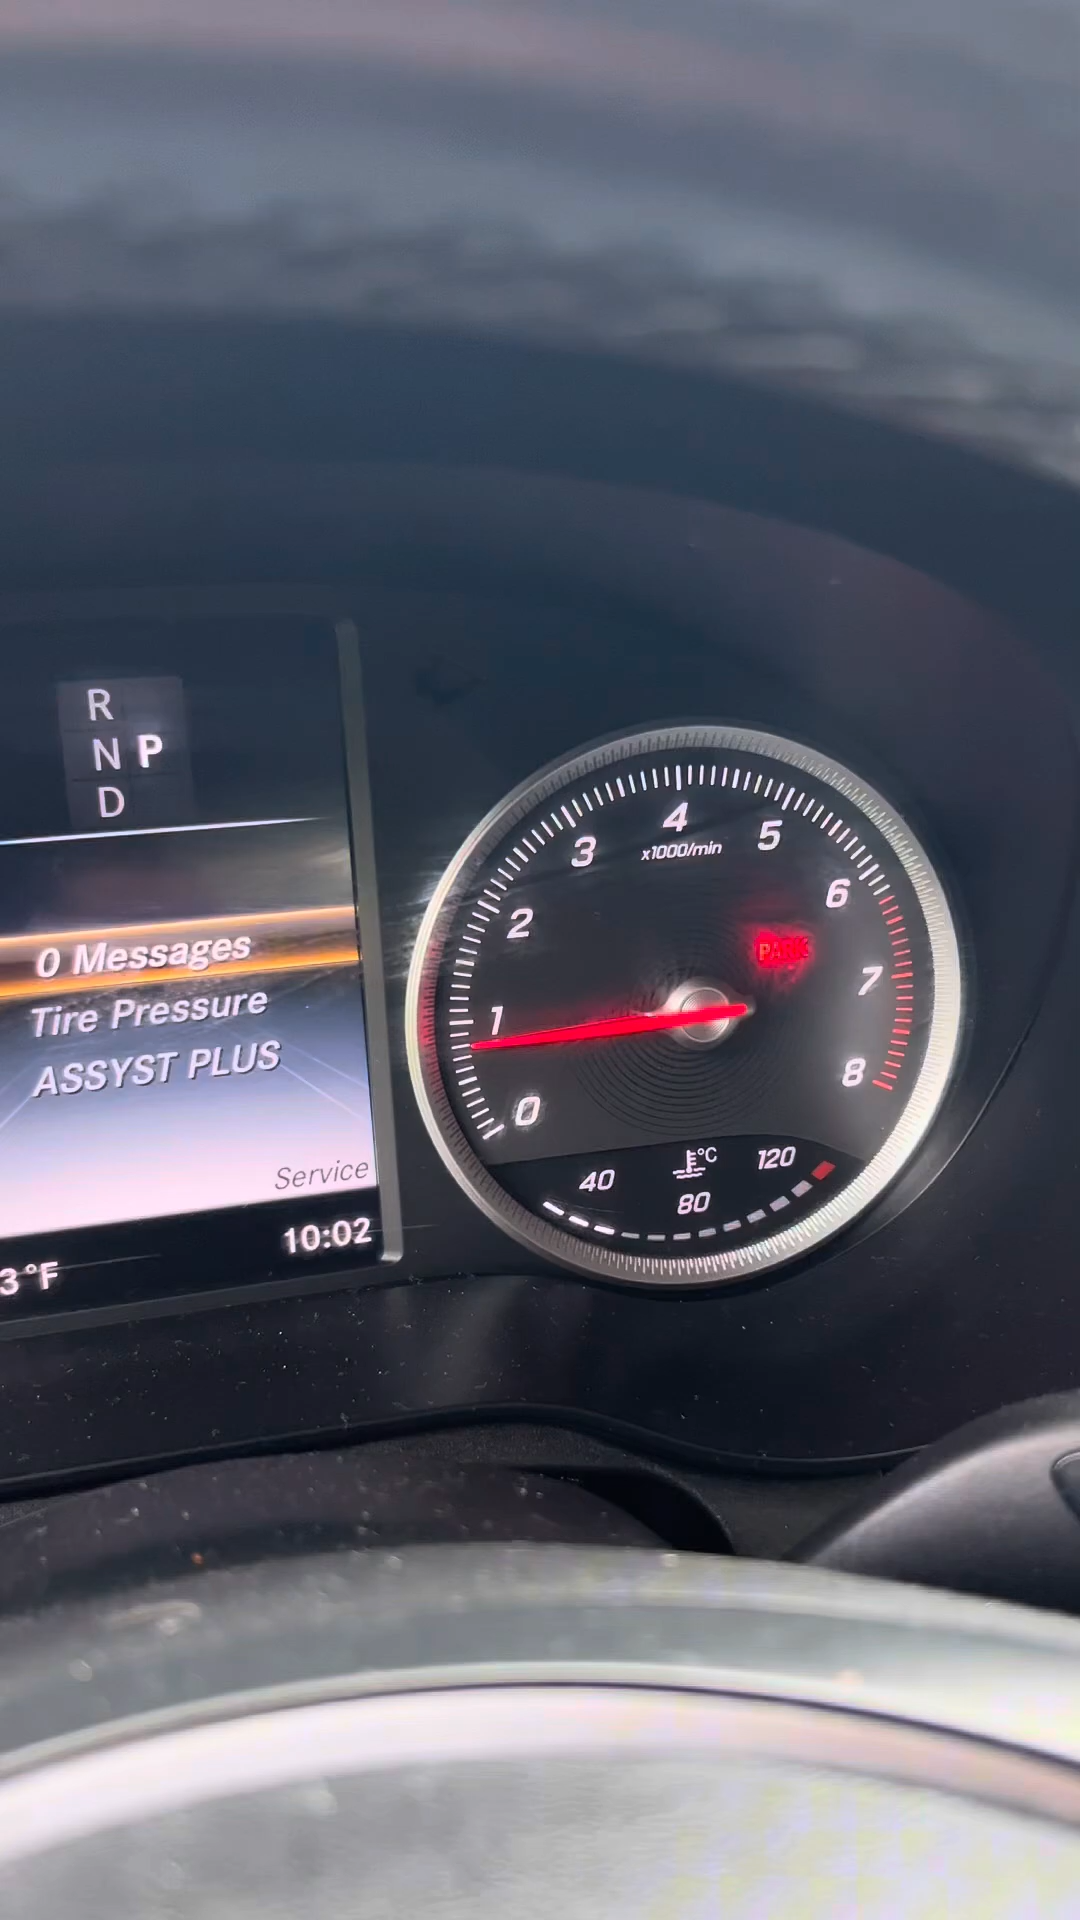 R
N P
D
0 Messages
Tire Pressure
ASSYST PLUS
Service
10:02
3°F
4
3
5
x1000/min
2
6
PARK
7
1
8
0
40
°C
120
80